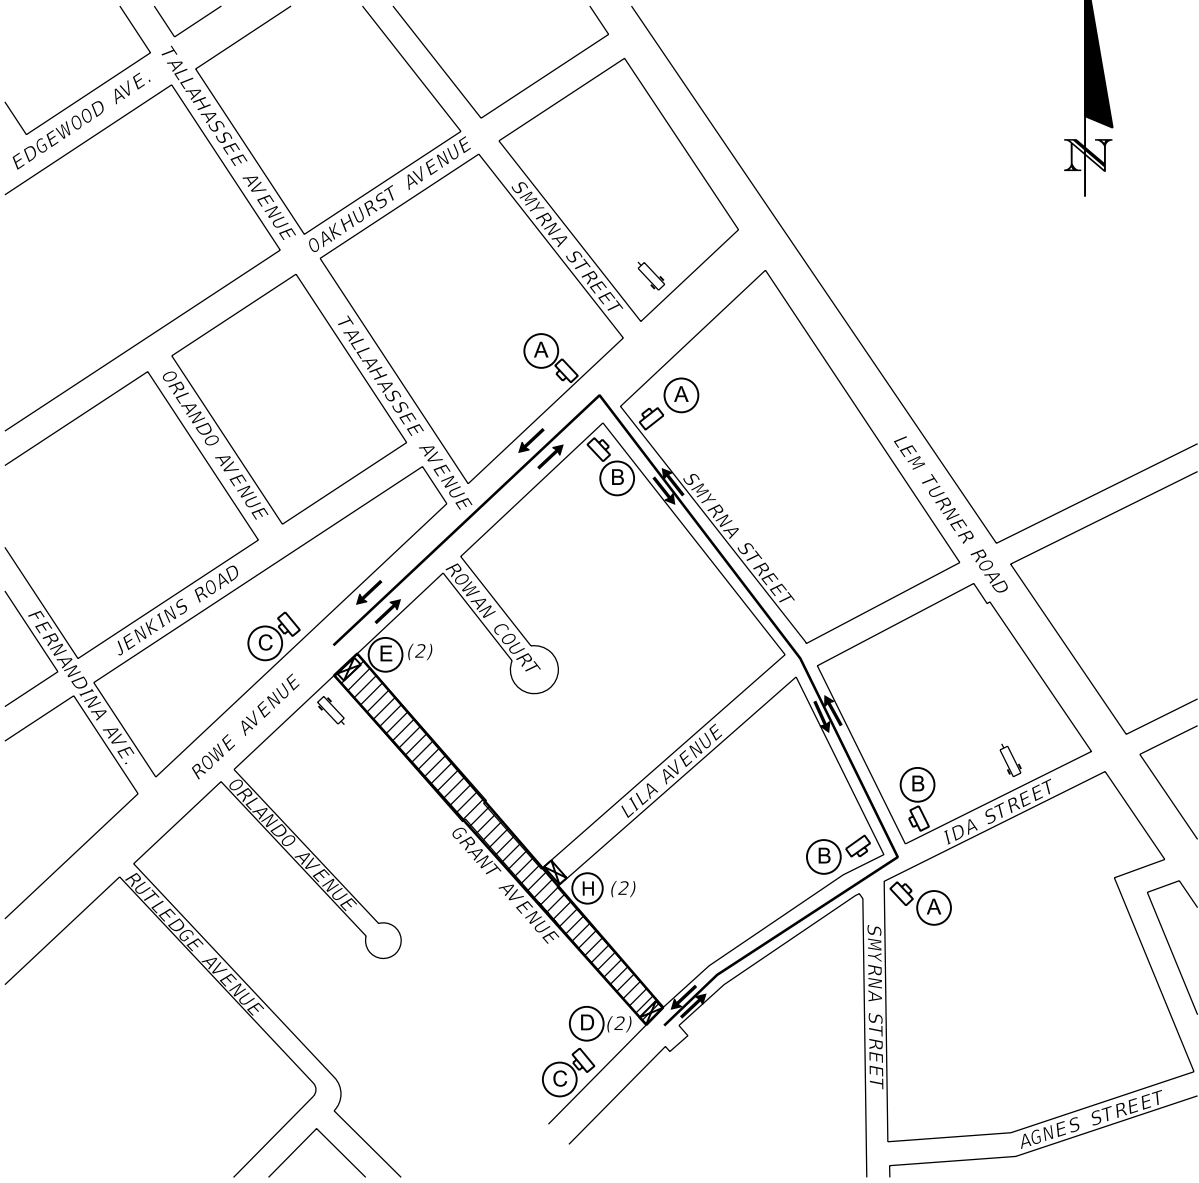 EDGEWOOD AVE.
TALLAHASSEE AVENUE
N
OAKHURST AVENUE
SMYRNA STREET
A
TALLAHASSEE AVENUE
ORLANDO AVENUE
A
B
SMYRNA STREET
LEM TURNER ROAD
JENKINS ROAD
FERNANDINA AVE.
ROWAN COURT
C
E (2)
ROWE AVENUE
LILA AVENUE
ORLANDO AVENUE
B
IDA STREET
GRANT AVENUE
B
H (2)
A
RUTLEDGE AVENUE
SMYRNA STREET
D (2)
C
AGNES STREET